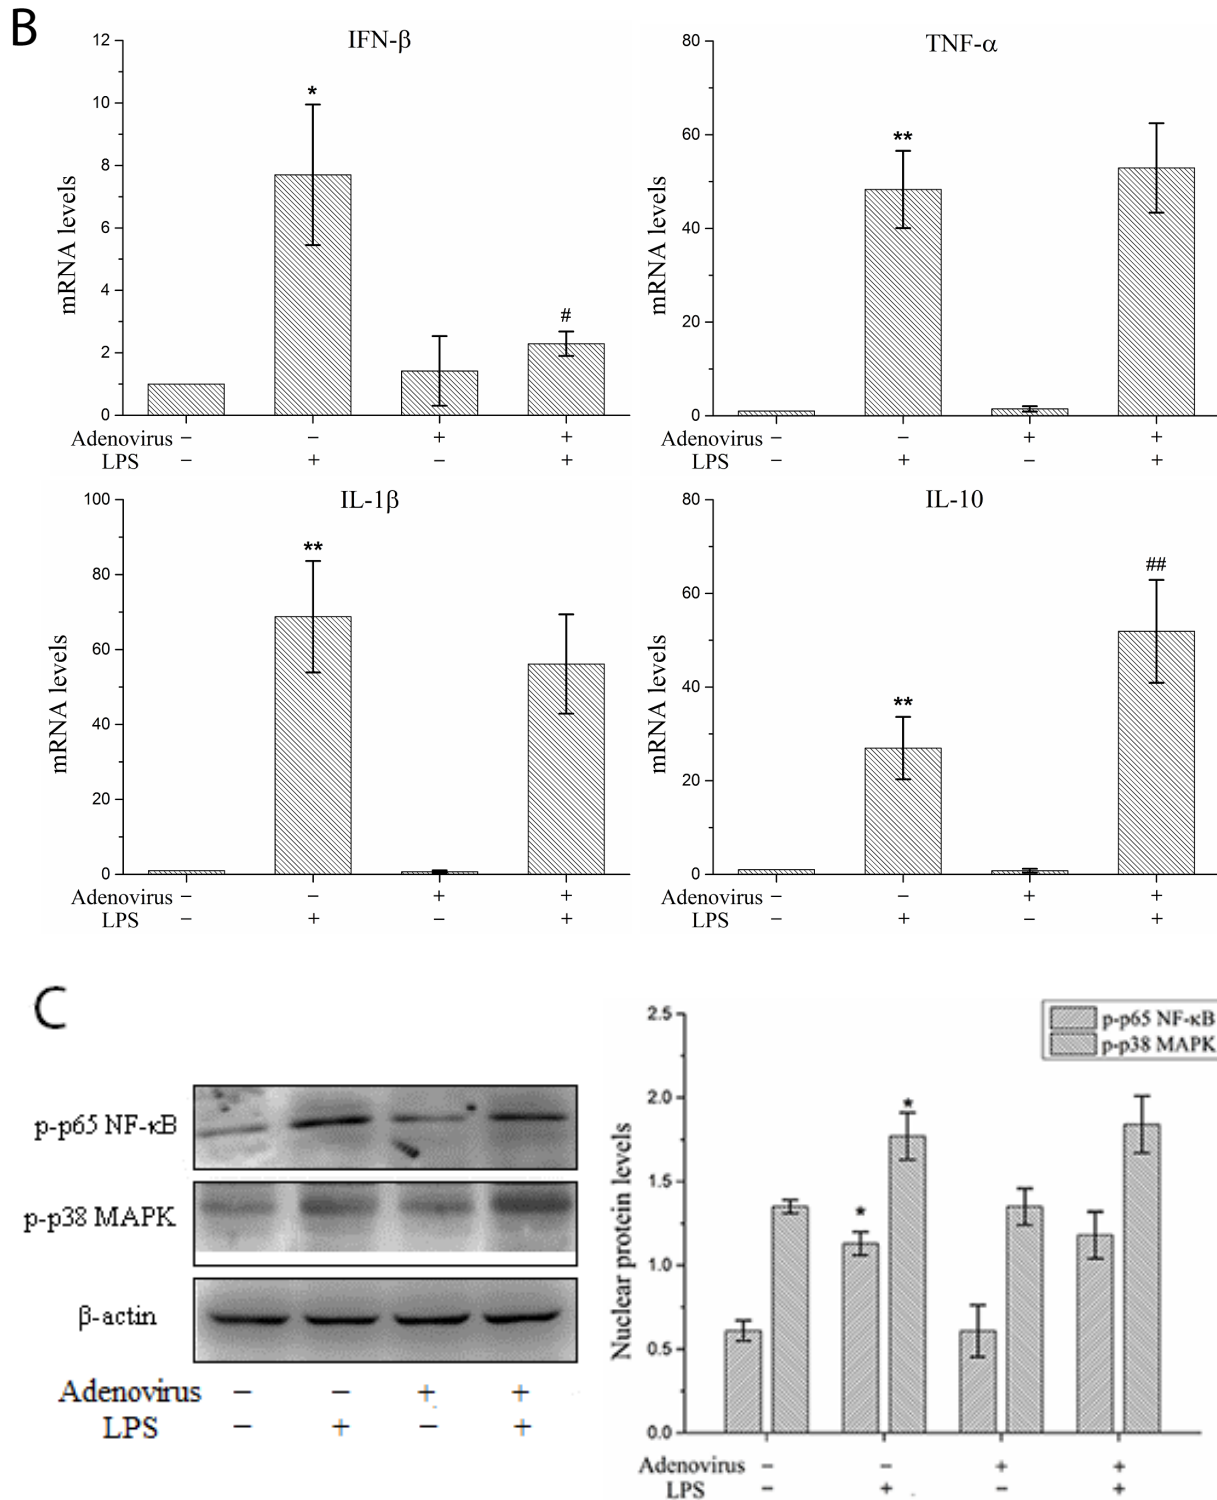 B
IFN-β
12
10
8
6
4
2
0
mRNA levels
*
#
Adenovirus − − + +
LPS − + − +
TNF-α
80
60
40
20
0
mRNA levels
**
Adenovirus − − + +
LPS − + − +
IL-1β
100
80
60
40
20
0
mRNA levels
**
Adenovirus − − + +
LPS − + − +
IL-10
80
60
40
20
0
mRNA levels
**
##
Adenovirus − − + +
LPS − + − +
C
p-p65 NF-κB
p-p38 MAPK
β-actin
Adenovirus − − + +
LPS − + − +
2.5
2.0
1.5
1.0
0.5
0.0
Nuclear protein levels
p-p65 NF-κB
p-p38 MAPK
*
*
Adenovirus − − + +
LPS − + − +